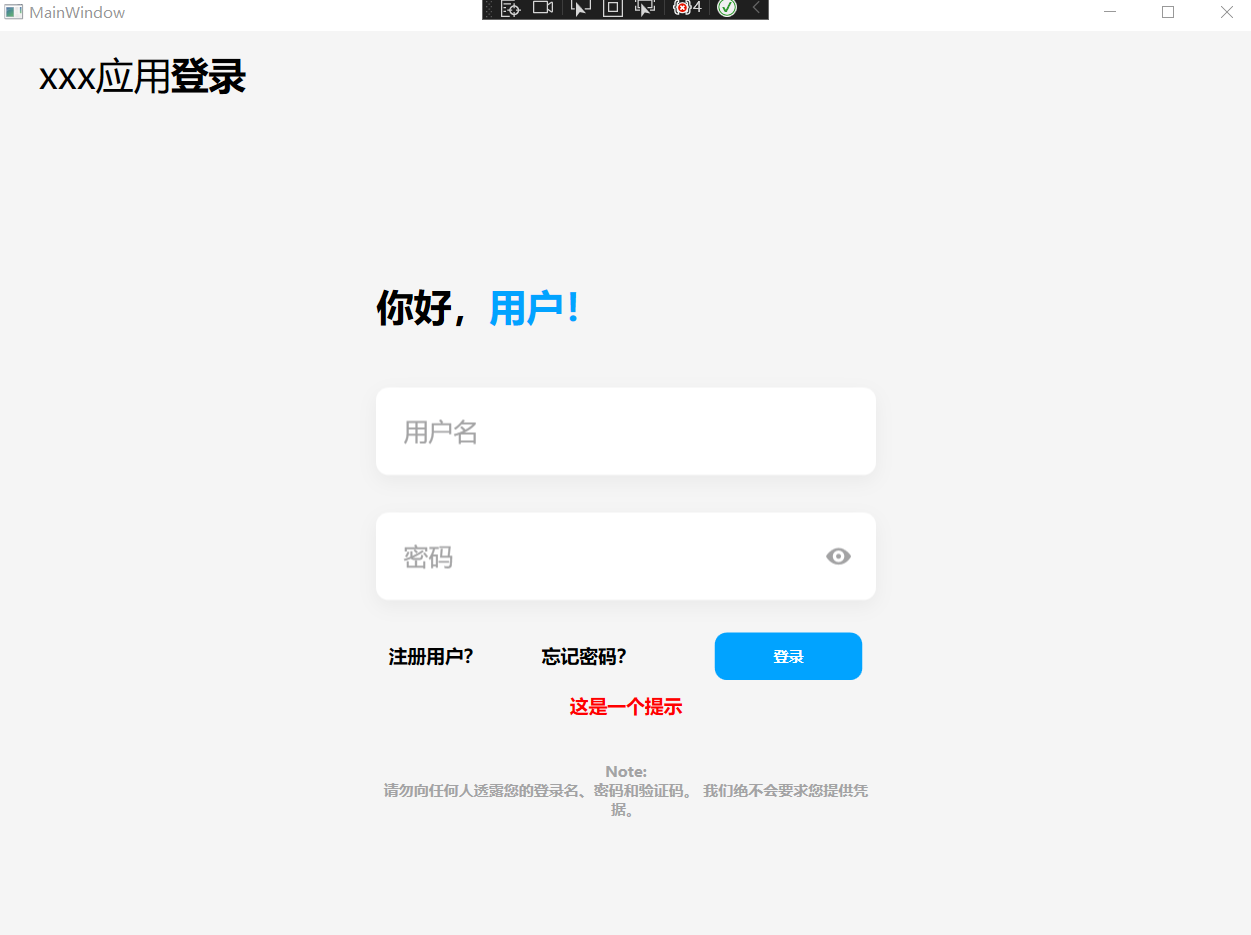 MainWindow
4
xxx应用登录
你好，用户！
用户名
密码
注册用户？ 忘记密码？ 登录
这是一个提示
Note:
请勿向任何人透露您的登录名、密码和验证码。 我们绝不会要求您提供凭
据。